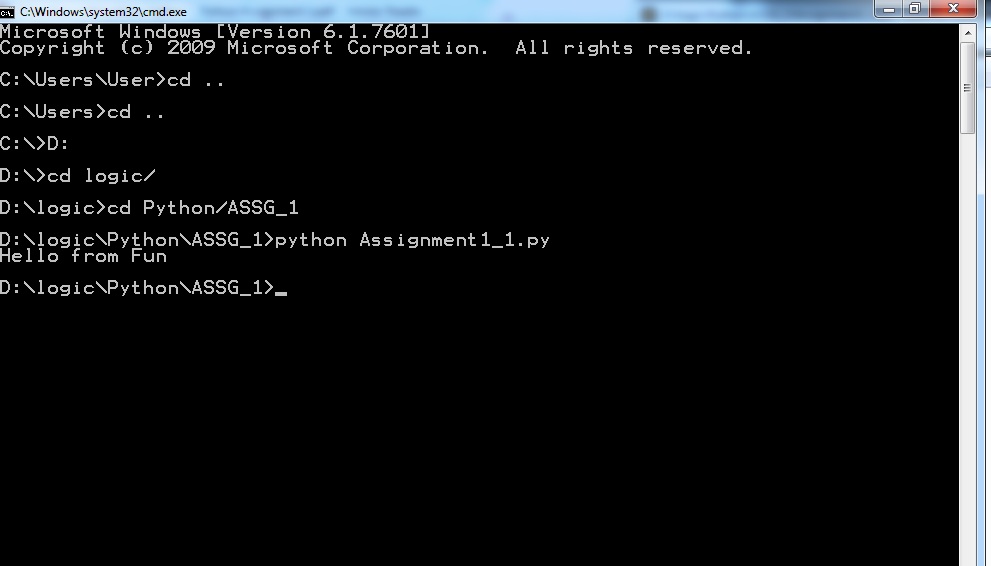 C:\Windows\system32\cmd.exe
Microsoft Windows [Version 6.1.7601]
Copyright (c) 2009 Microsoft Corporation.  All rights reserved.
C:\Users\User>cd ..
C:\Users>cd ..
C:\>D:
D:\>cd logic/
D:\logic>cd Python/ASSG_1
D:\logic\Python\ASSG_1>python Assignment1_1.py
Hello from Fun
D:\logic\Python\ASSG_1>_